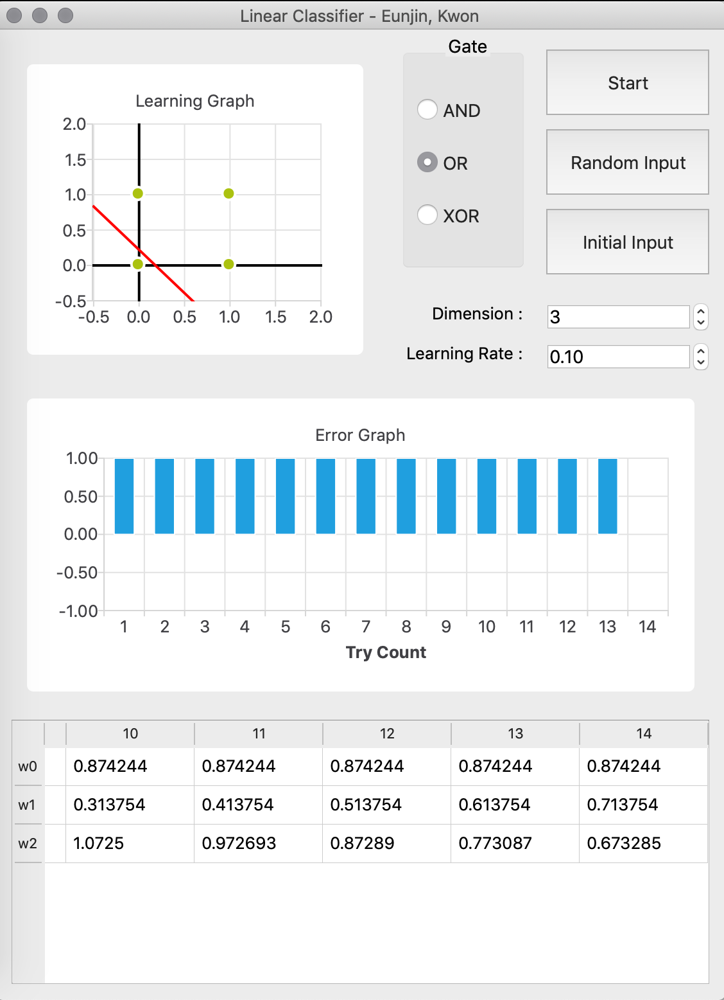 Linear Classifier - Eunjin, Kwon
Gate
AND
OR
XOR
Start
Random Input
Initial Input
Dimension :
3
Learning Rate :
0.10
Learning Graph
2.0
1.5
1.0
0.5
0.0
-0.5
-0.5 0.0 0.5 1.0 1.5 2.0
Error Graph
1.00
0.50
0.00
-0.50
-1.00
1 2 3 4 5 6 7 8 9 10 11 12 13 14
Try Count
10 11 12 13 14
w0 0.874244 0.874244 0.874244 0.874244 0.874244
w1 0.313754 0.413754 0.513754 0.613754 0.713754
w2 1.0725 0.972693 0.87289 0.773087 0.673285